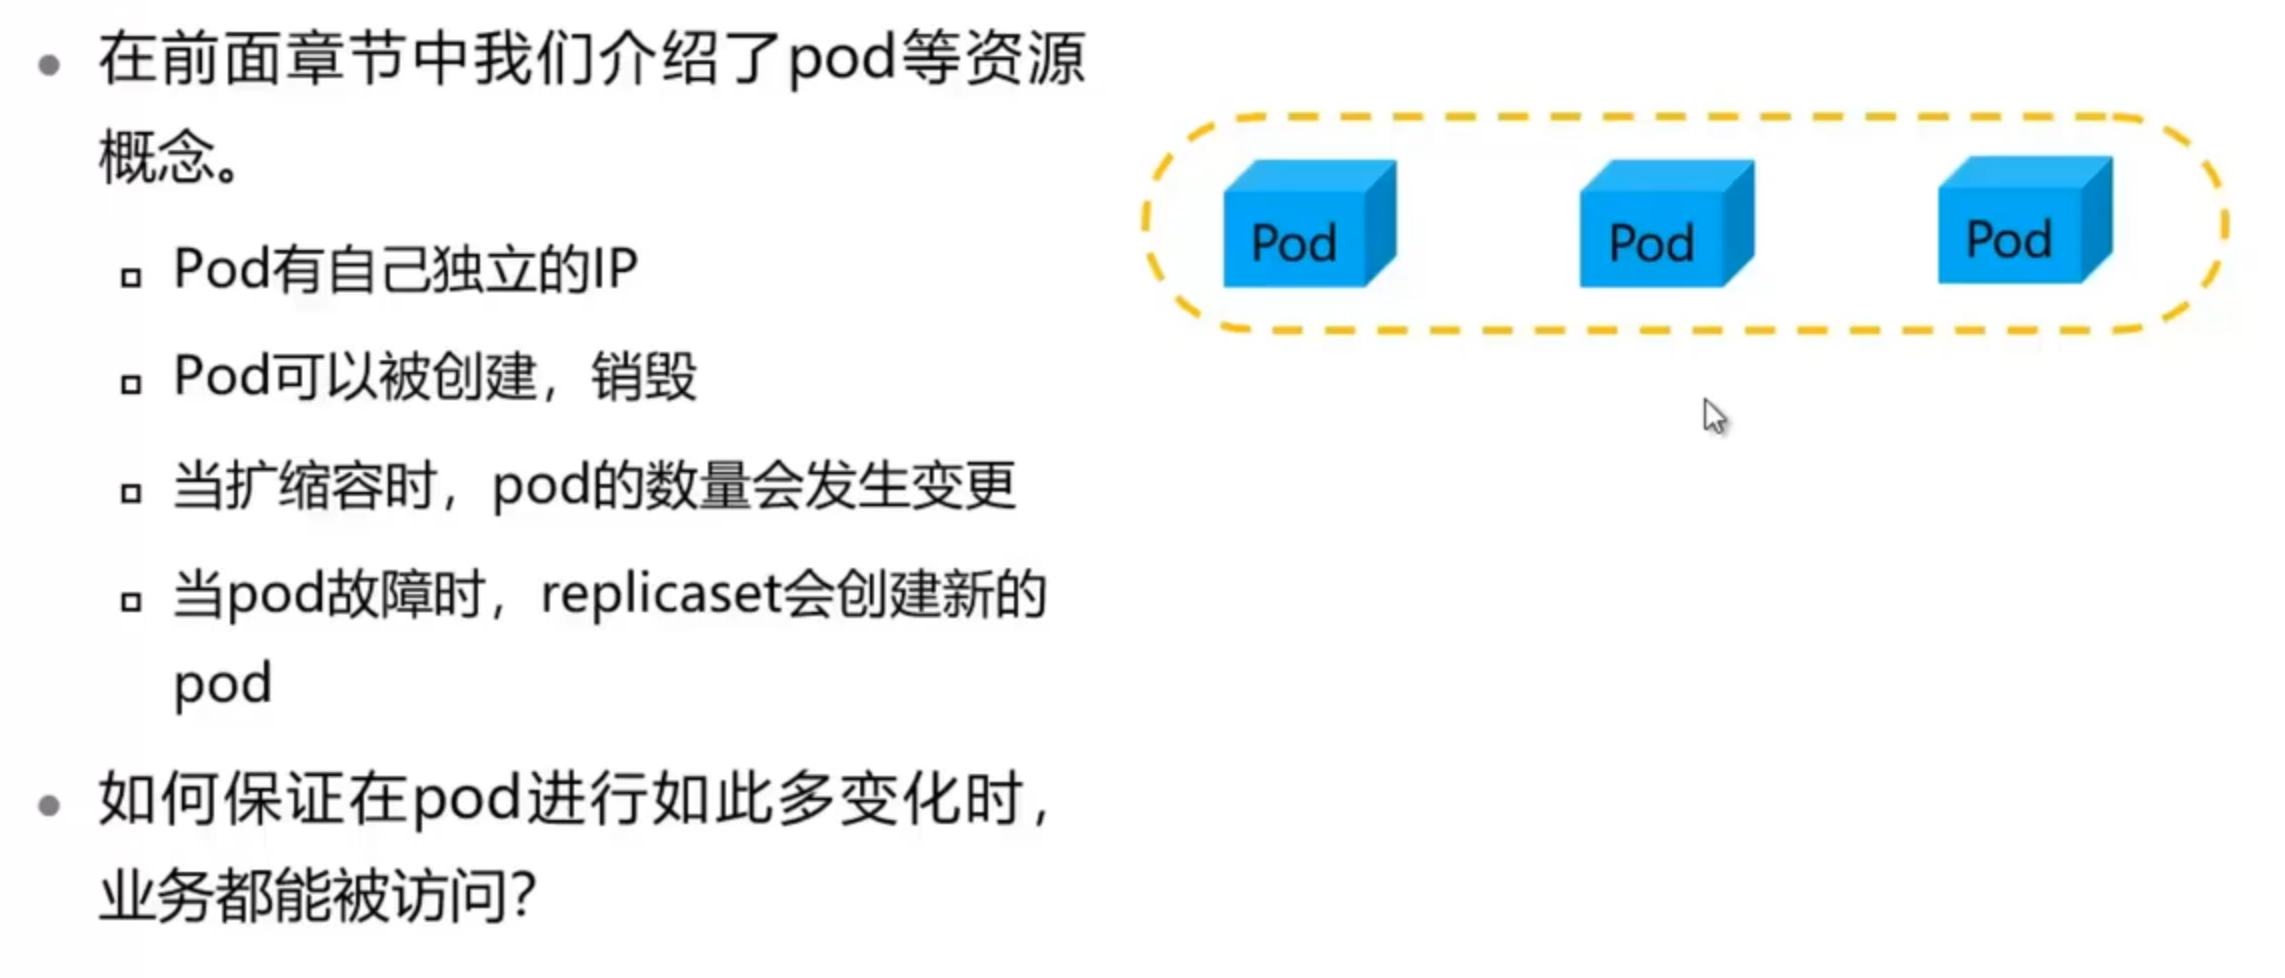 在前面章节中我们介绍了pod等资源
概念。
Pod有自己独立的IP
Pod可以被创建，销毁
当扩缩容时，pod的数量会发生变更
当pod故障时，replicaset会创建新的
pod
如何保证在pod进行如此多变化时，
业务都能被访问？
Pod
Pod
Pod